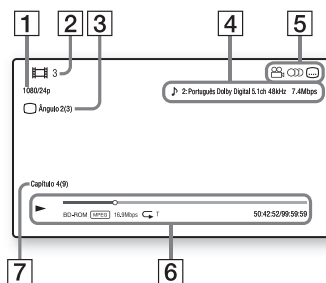 1 2 3 4 5
3
1080/24p
2: Português Dolby Digital 5.1ch 48kHz 7.4Mbps
Ângulo 2(3)
Capítulo 4(9)
BD-ROM MPEG 16.9Mbps T 50:42:52/99:59:59
7 6